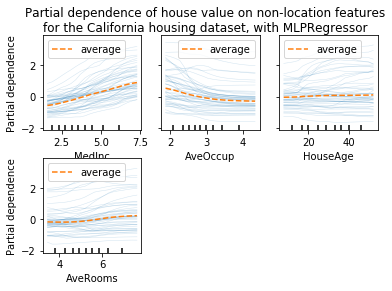 Partial dependence of house value on non-location features
for the California housing dataset, with MLPRegressor
Partial dependence
average
average
average
2
0
−2
2.5
5.0
7.5
2
3
4
20
40
MedInc
AveOccup
HouseAge
Partial dependence
average
2
0
−2
4
6
AveRooms